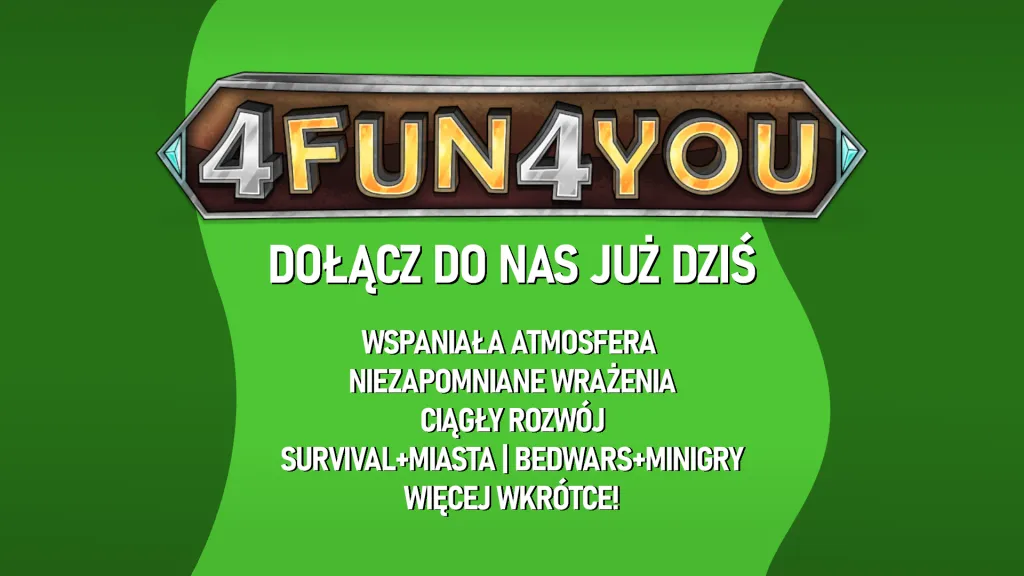 4FUN4YOU
DOŁĄCZ DO NAS JUŻ DZIŚ
WSPANIAŁA ATMOSFERA
NIEZAPOMNIANE WRAŻENIA
CIĄGŁY ROZWÓJ
SURVIVAL+MIASTA | BEDWARS+MINIGRY
WIĘCEJ WKRÓTCE!